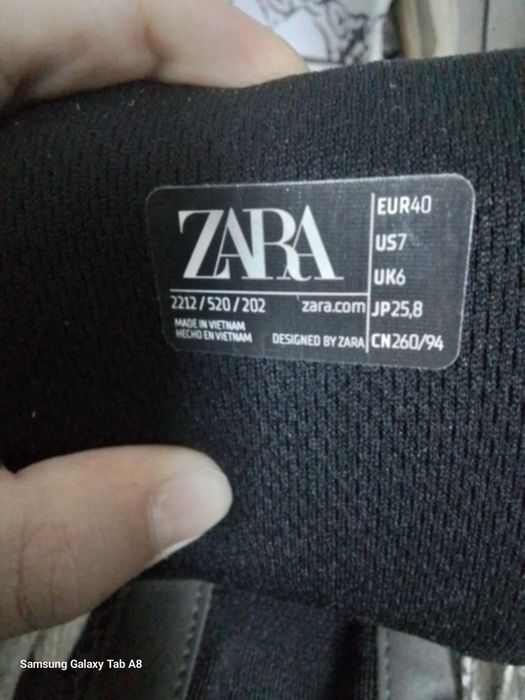 ZARA
2212/520/202 zara.com
MADE IN VIETNAM
HECHO EN VIETNAM DESIGNED BY ZARA
EUR40
US7
UK6
JP25,8
CN260/94
Samsung Galaxy Tab A8